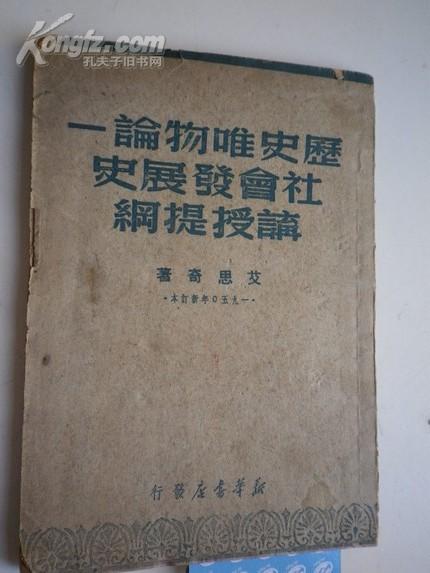 Kongfz.com
孔夫子旧书网
歷史唯物論—
社會發展史
講授提綱
艾思奇著
·一九五〇年新訂本·
新華書店發行